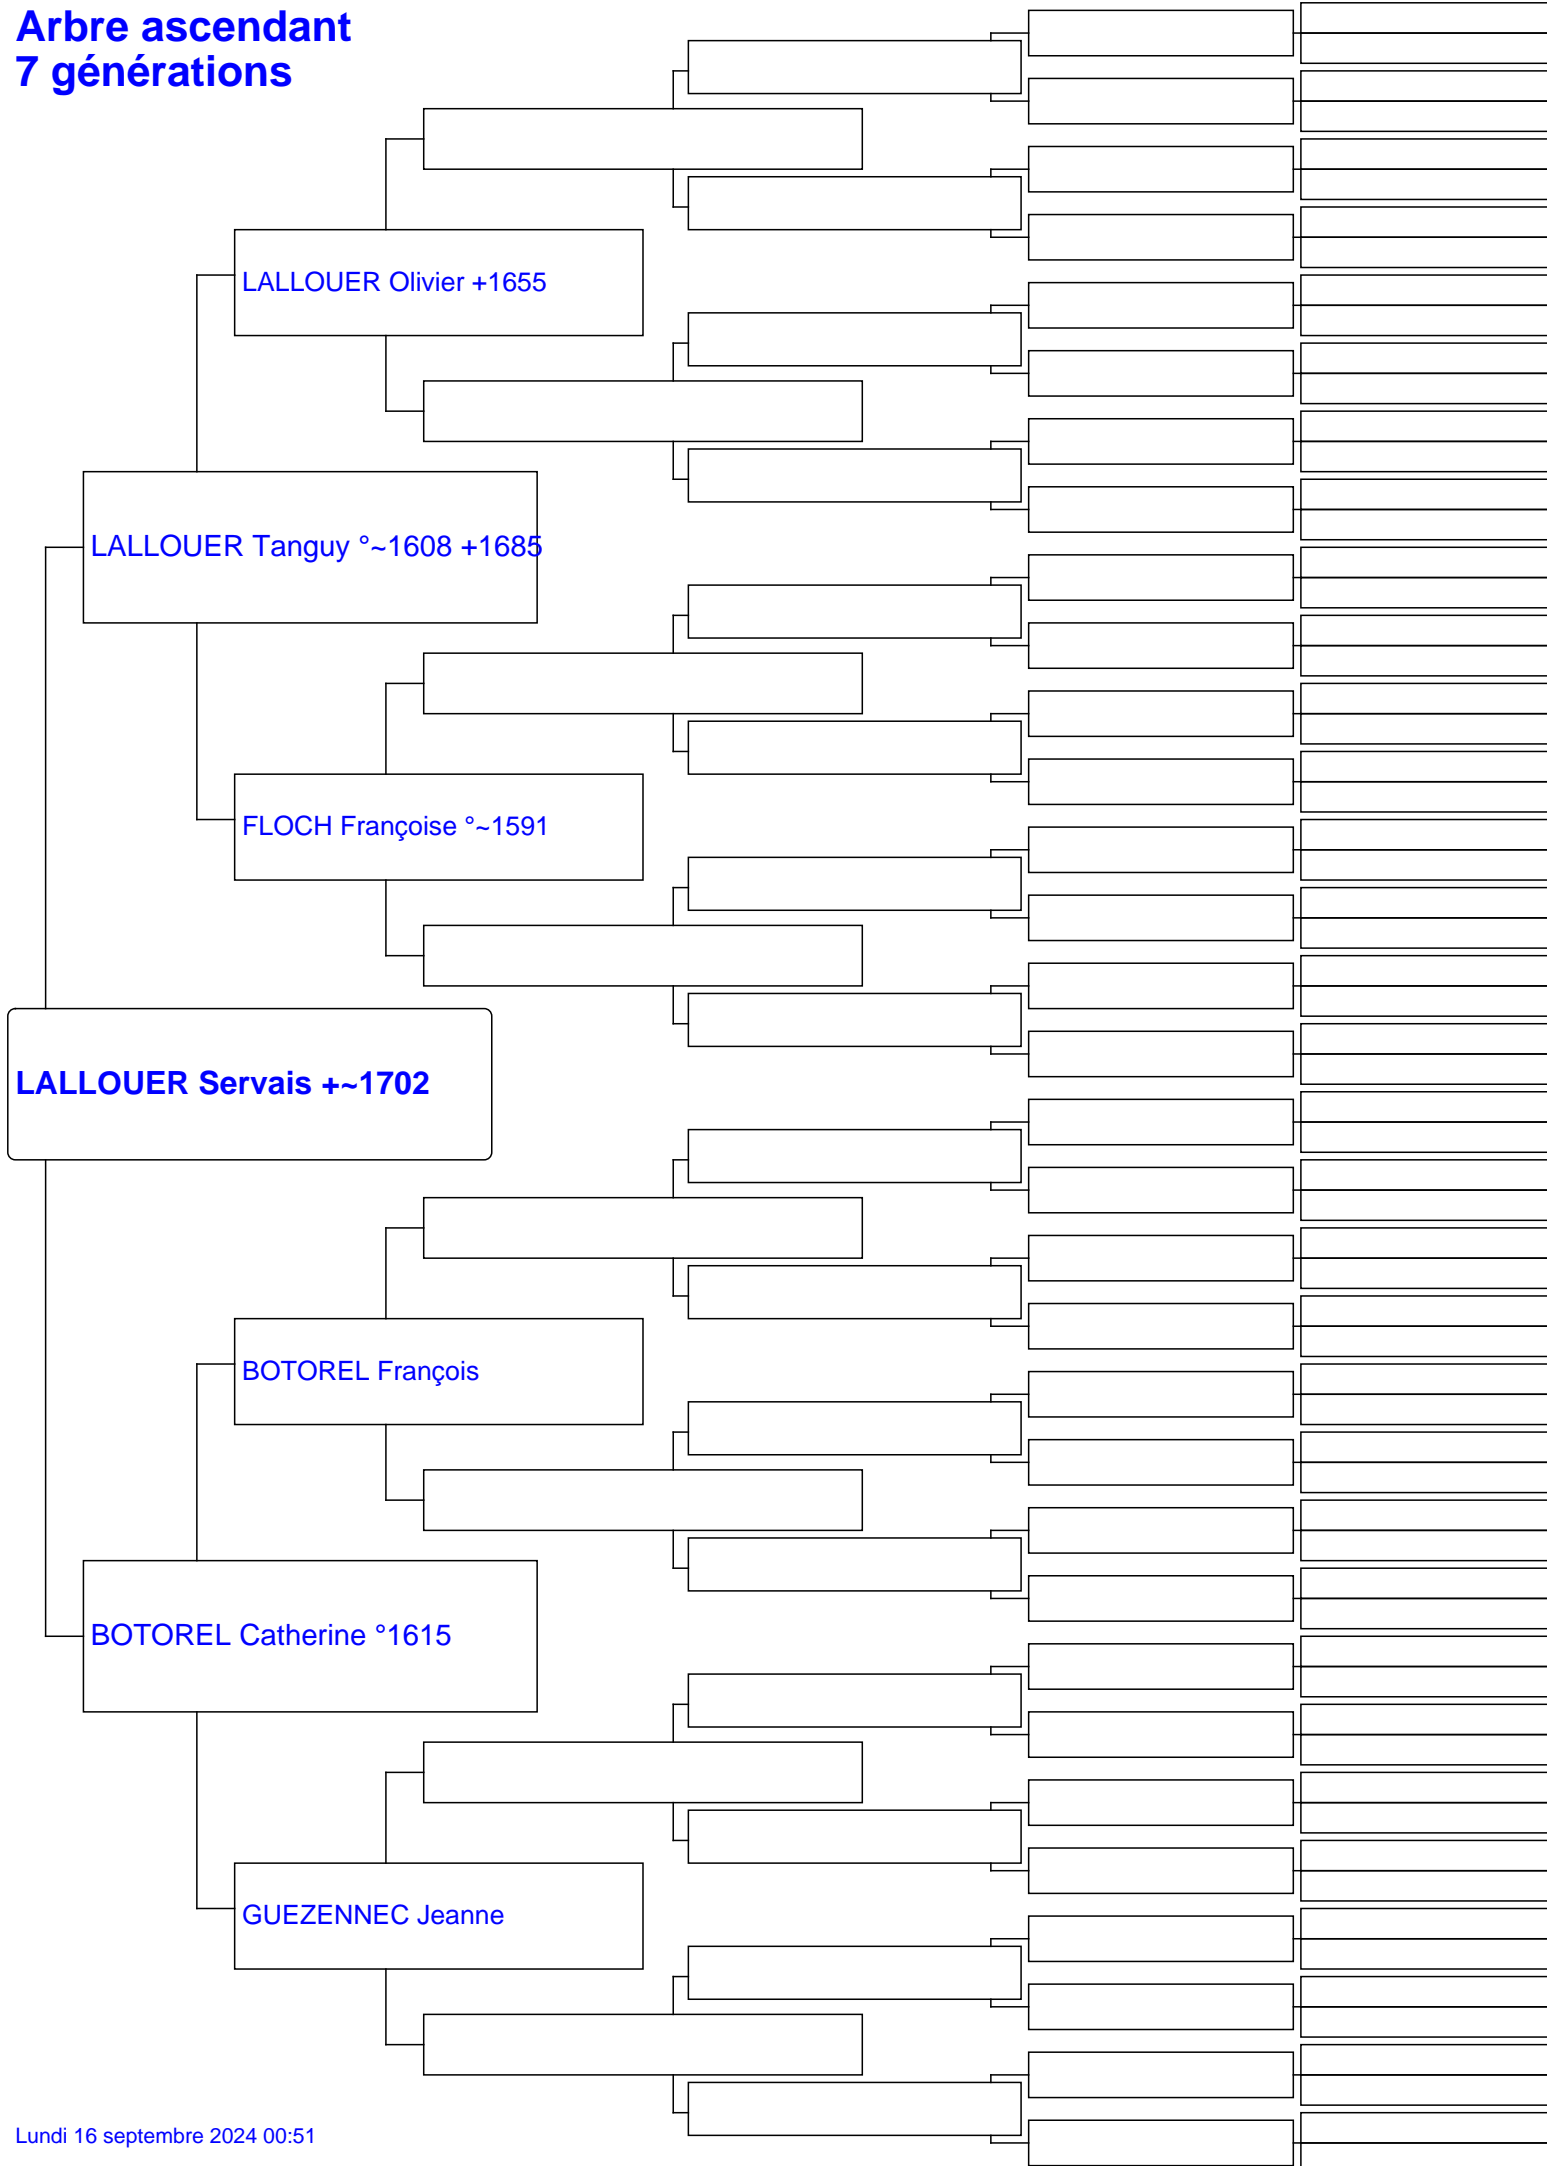 Arbre ascendant
7 générations
LALLOUER Olivier +1655
LALLOUER Tanguy °~1608 +1685
FLOCH Françoise °~1591
LALLOUER Servais +~1702
BOTOREL François
BOTOREL Catherine °1615
GUEZENNEC Jeanne
Lundi 16 septembre 2024 00:51